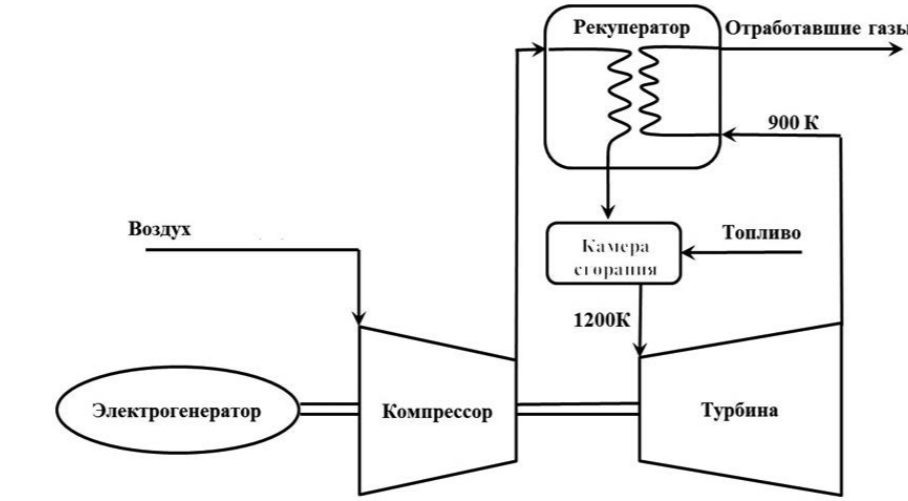 Рекуператор
Отработавшие газы
900 К
Воздух
Топливо
Камера
сгорания
1200К
Электрогенератор
Компрессор
Турбина